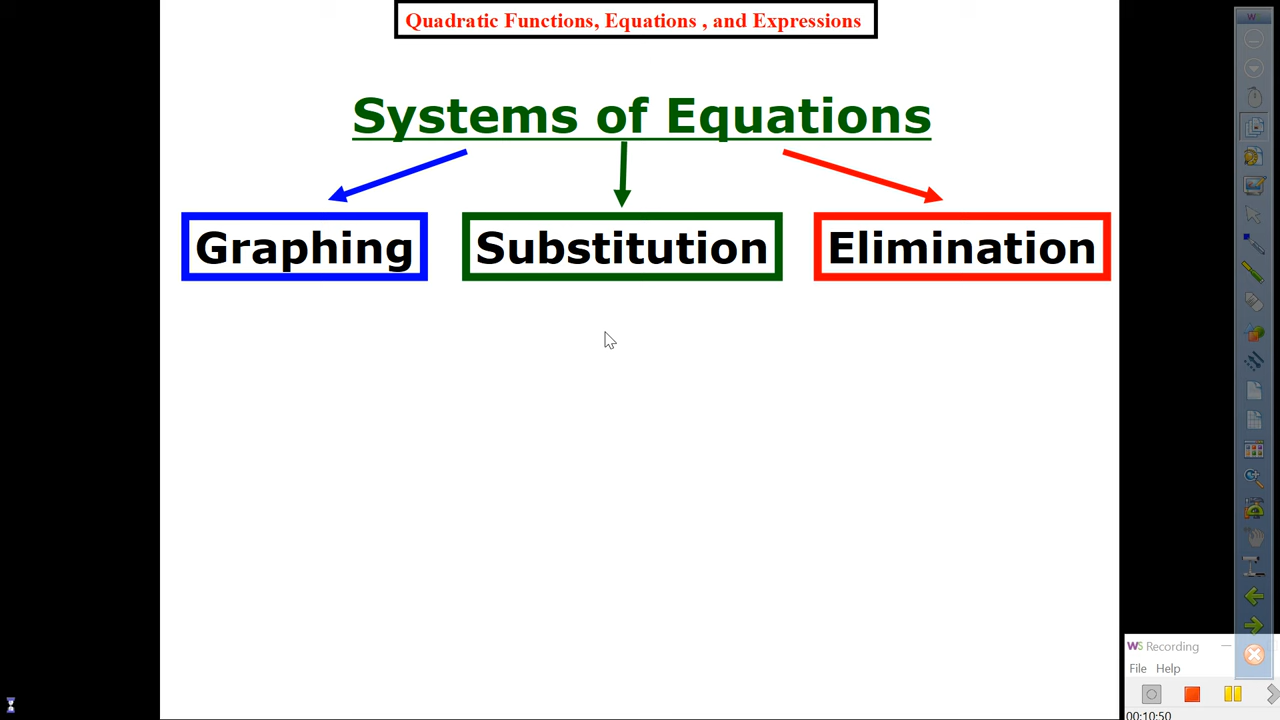 Quadratic Functions, Equations , and Expressions
Systems of Equations
Graphing
Substitution
Elimination
W
WS Recording
File Help
00:10:50